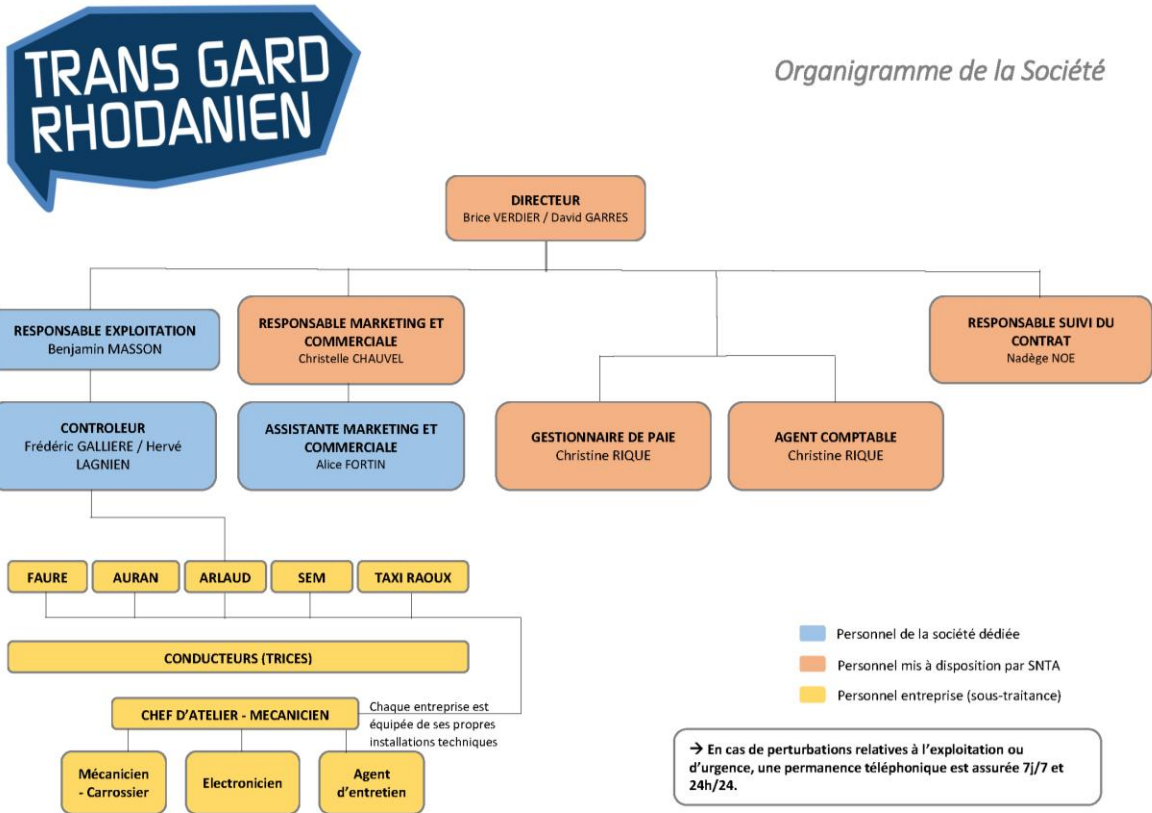 TRANS GARD
RHODANIEN
Organigramme de la Société
DIRECTEUR
Brice VERDIER / David GARRES
RESPONSABLE EXPLOITATION
Benjamin MASSON
RESPONSABLE MARKETING ET
COMMERCIALE
Christelle CHAUVEL
RESPONSABLE SUIVI DU
CONTRAT
Nadège NOE
CONTROLEUR
Frédéric GALLIERE / Hervé
LAGNIEN
ASSISTANTE MARKETING ET
COMMERCIALE
Alice FORTIN
GESTIONNAIRE DE PAIE
Christine RIQUE
AGENT COMPTABLE
Christine RIQUE
FAURE
AURAN
ARLAUD
SEM
TAXI RAOUX
CONDUCTEURS (TRICES)
CHEF D'ATELIER - MECANICIEN
Chaque entreprise est
équipée de ses propres
installations techniques
Mécanicien
- Carrossier
Electronicien
Agent
d'entretien
Personnel de la société dédiée
Personnel mis à disposition par SNTA
Personnel entreprise (sous-traitance)
→ En cas de perturbations relatives à l'exploitation ou
d'urgence, une permanence téléphonique est assurée 7j/7 et
24h/24.